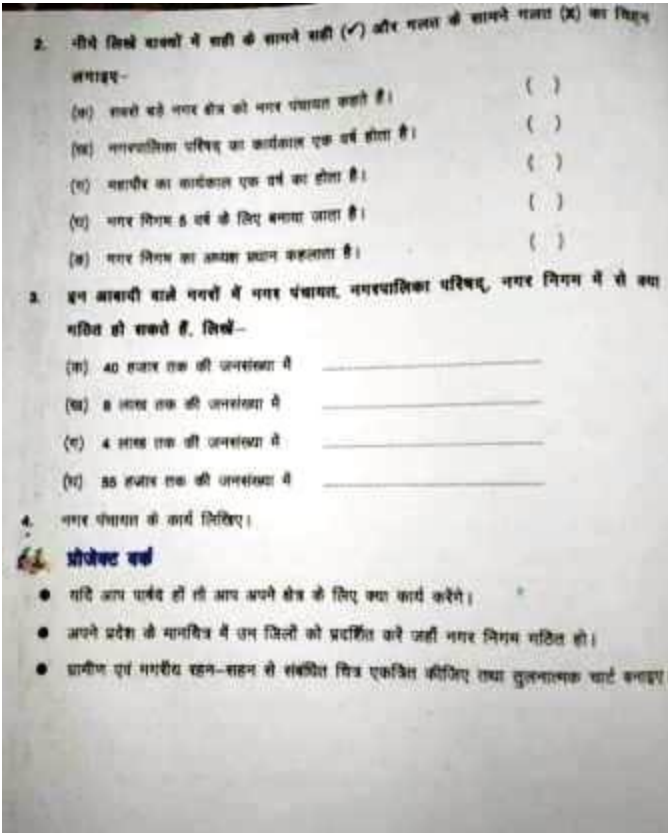 2. नीचे लिखे वाक्यों में सही के सामने सही (✓) और गलत के सामने गलत (X) का चिह्न
लगाइए-
(क) सबसे बड़े नगर क्षेत्र को नगर पंचायत कहते हैं। ( )
(ख) नगरपालिका परिषद् का कार्यकाल एक वर्ष होता है। ( )
(ग) महापौर का कार्यकाल एक वर्ष का होता है। ( )
(घ) नगर निगम 5 वर्ष के लिए बनाया जाता है। ( )
(ङ) नगर निगम का अध्यक्ष प्रधान कहलाता है। ( )
3. इन आबादी वाले नगरों में नगर पंचायत, नगरपालिका परिषद्, नगर निगम में से क्या
गठित हो सकते हैं, लिखें–
(क) 40 हजार तक की जनसंख्या में
(ख) 8 लाख तक की जनसंख्या में
(ग) 4 लाख तक की जनसंख्या में
(घ) 55 हजार तक की जनसंख्या में
4. नगर पंचायत के कार्य लिखिए।
प्रोजेक्ट वर्क
● यदि आप पार्षद हों तो आप अपने क्षेत्र के लिए क्या कार्य करेंगे।
● अपने प्रदेश के मानचित्र में उन जिलों को प्रदर्शित करें जहाँ नगर निगम गठित हो।
● ग्रामीण एवं नगरीय रहन-सहन से संबंधित चित्र एकत्रित कीजिए तथा तुलनात्मक चार्ट बनाइए